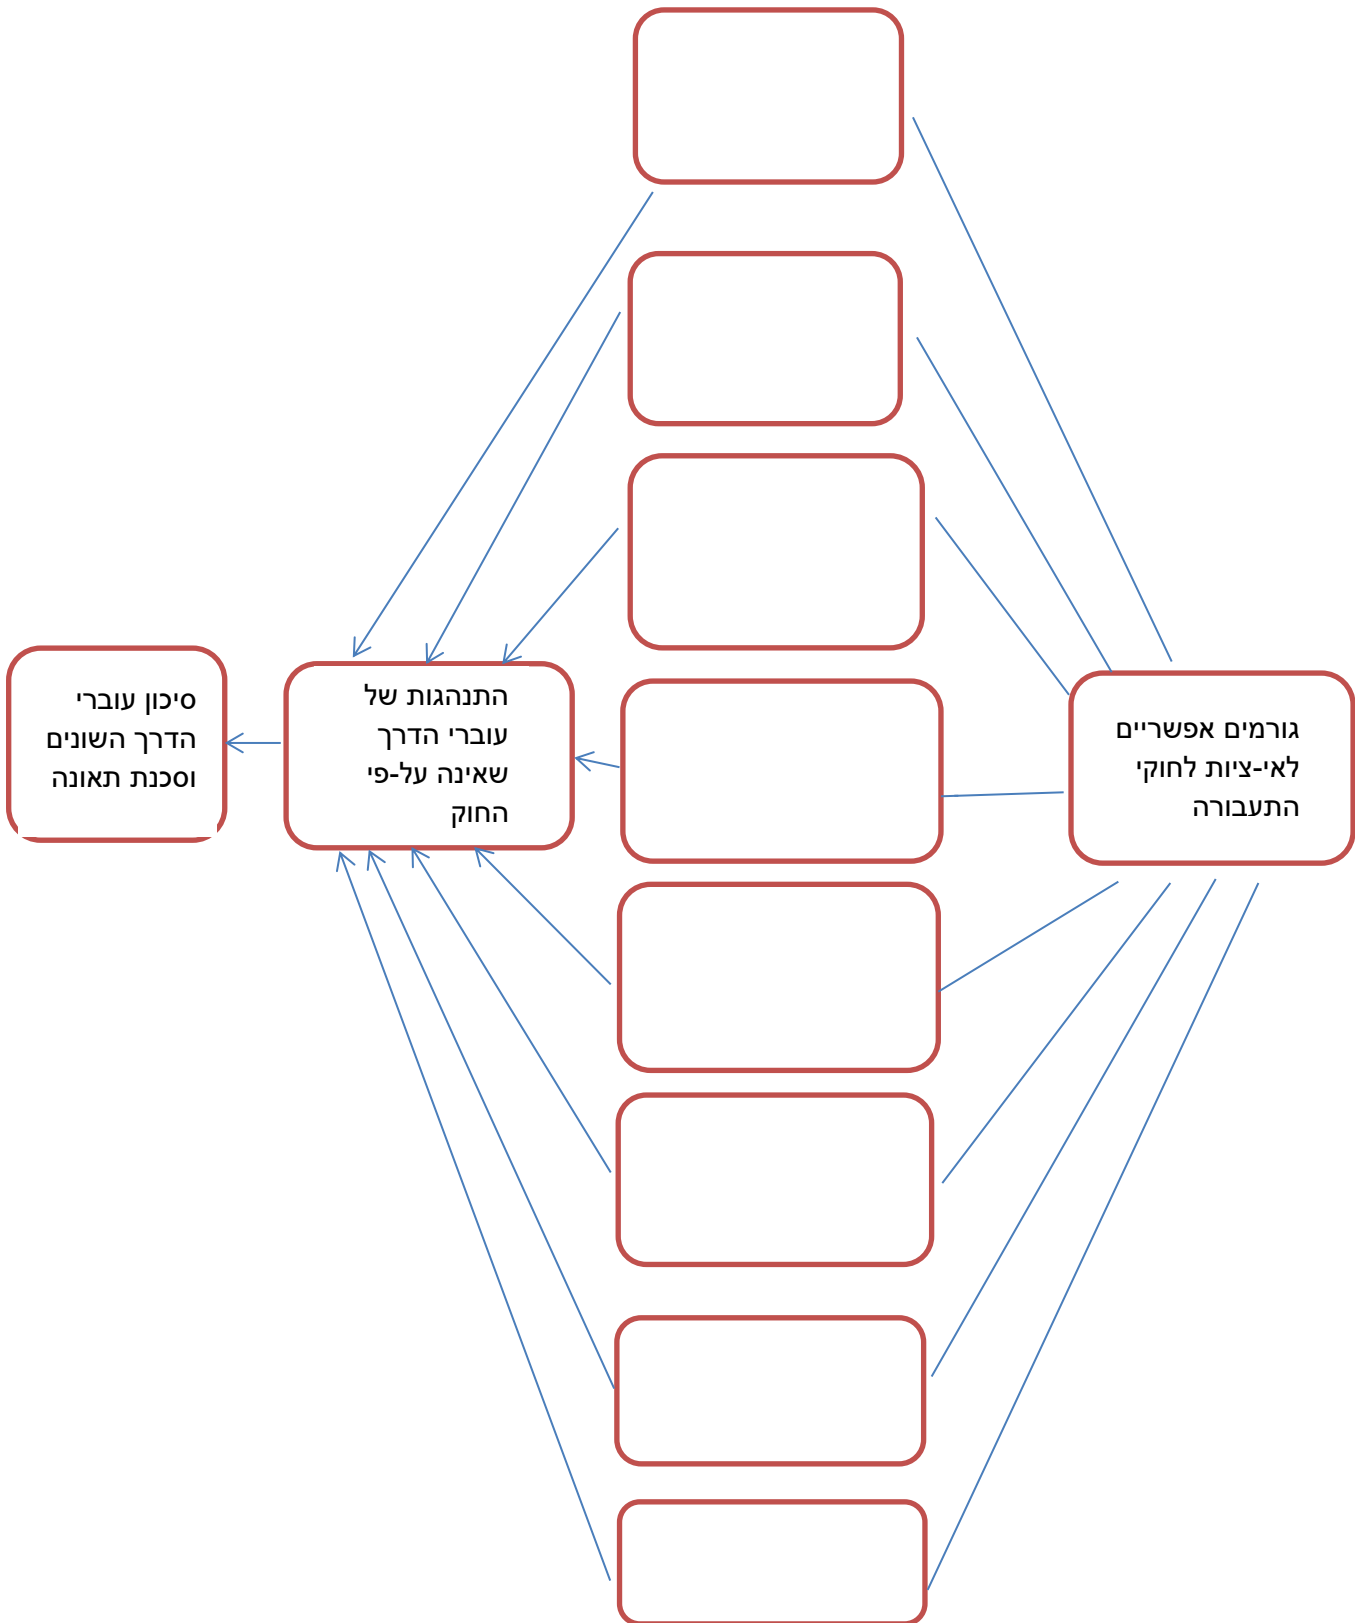 גורמים אפשריים
לאי-ציות לחוקי
התעבורה
התנהגות של
עוברי הדרך
שאינה על-פי
החוק
סיכון עוברי
הדרך השונים
וסכנת תאונה